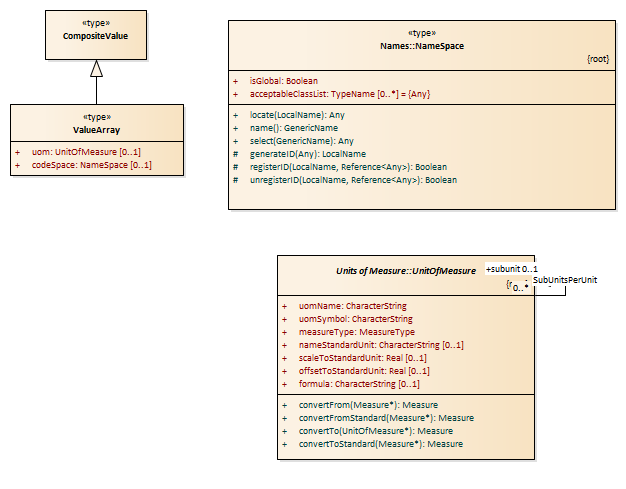 «type»
CompositeValue
«type»
ValueArray
+ uom: UnitOfMeasure [0..1]
+ codeSpace: NameSpace [0..1]
«type»
Names::NameSpace
{root}
+ isGlobal: Boolean
+ acceptableClassList: TypeName [0..*] = {Any}
+ locate(LocalName): Any
+ name(): GenericName
+ select(GenericName): Any
# generateID(Any): LocalName
# registerID(LocalName, Reference<Any>): Boolean
# unregisterID(LocalName, Reference<Any>): Boolean
Units of Measure::UnitOfMeasure
+subunit 0..1
SubUnitsPerUnit
0..*
+ uomName: CharacterString
+ uomSymbol: CharacterString
+ measureType: MeasureType
+ nameStandardUnit: CharacterString [0..1]
+ scaleToStandardUnit: Real [0..1]
+ offsetToStandardUnit: Real [0..1]
+ formula: CharacterString [0..1]
+ convertFrom(Measure*): Measure
+ convertFromStandard(Measure*): Measure
+ convertTo(UnitOfMeasure*): Measure
+ convertToStandard(Measure*): Measure